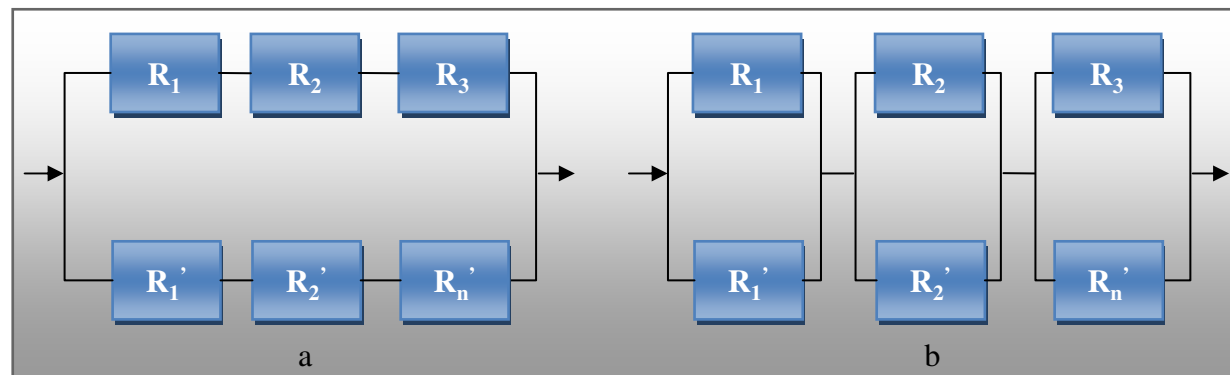 R₁ R₂ R₃ R₁ R₂ R₃
R₁’ R₂’ Rₙ’ R₁’ R₂’ Rₙ’
a b